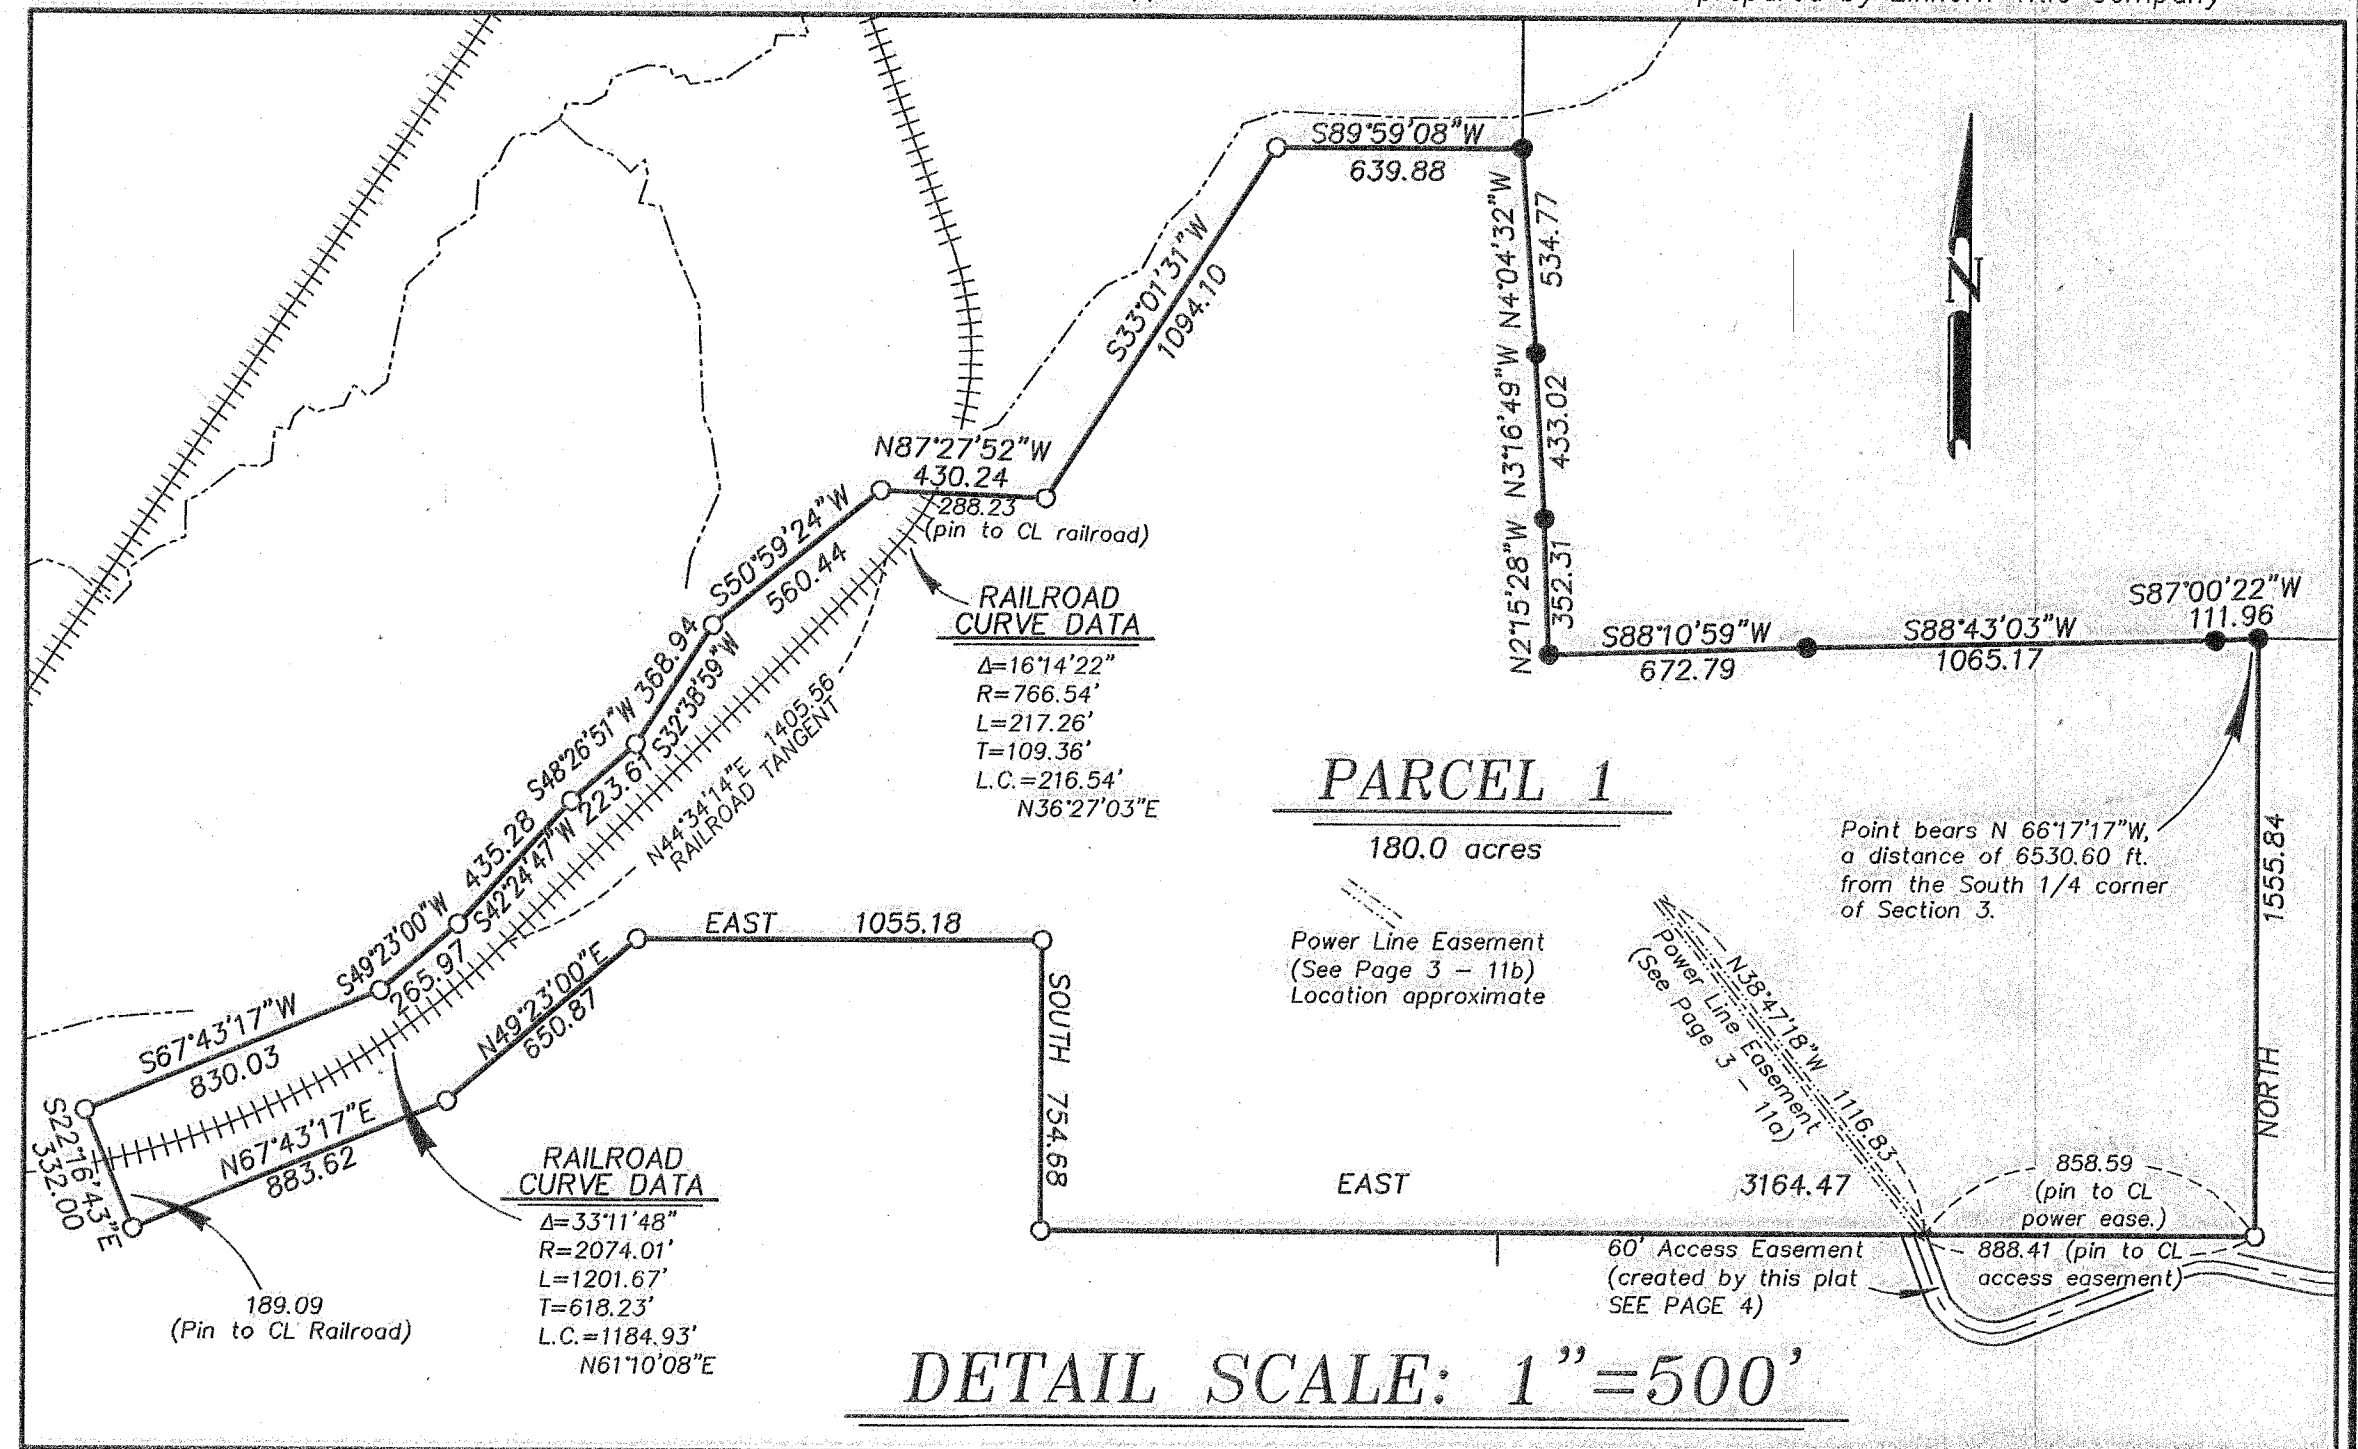 S89°59'08"W
639.88
N4°04'32"W
534.77
S33°01'31"W
1094.10
N
N3°16'49"W
433.02
N87°27'52"W
430.24
288.23
(pin to CL railroad)
N2°15'28"W
352.31
S50°59'24"W
560.44
S87°00'22"W
111.96
S88°10'59"W
672.79
S88°43'03"W
1065.17
RAILROAD
CURVE DATA
Δ=16°14'22"
R=766.54'
L=217.26'
T=109.36'
L.C.=216.54'
N36°27'03"E
368.94
S32°38'59"W
S48°26'51"W
223.61
1405.56
N44°34'14"E
RAILROAD TANGENT
PARCEL 1
180.0 acres
Point bears N 66°17'17"W,
a distance of 6530.60 ft.
from the South 1/4 corner
of Section 3.
1555.84
NORTH
435.28
S42°24'47"W
S49°23'00"W
265.97
EAST 1055.18
Power Line Easement
(See Page 3 - 11b)
Location approximate
N38°47'18"W 1116.83
Power Line Easement
(See Page 3 - 11a)
S67°43'17"W
830.03
N49°23'00"E
650.87
SOUTH 754.68
S22°16'43"E
332.00
N67°43'17"E
883.62
RAILROAD
CURVE DATA
Δ=33°11'48"
R=2074.01'
L=1201.67'
T=618.23'
L.C.=1184.93'
N61°10'08"E
189.09
(Pin to CL Railroad)
EAST 3164.47
858.59
(pin to CL
power ease.)
60' Access Easement
(created by this plat
SEE PAGE 4)
888.41 (pin to CL
access easement)
DETAIL SCALE: 1"=500'